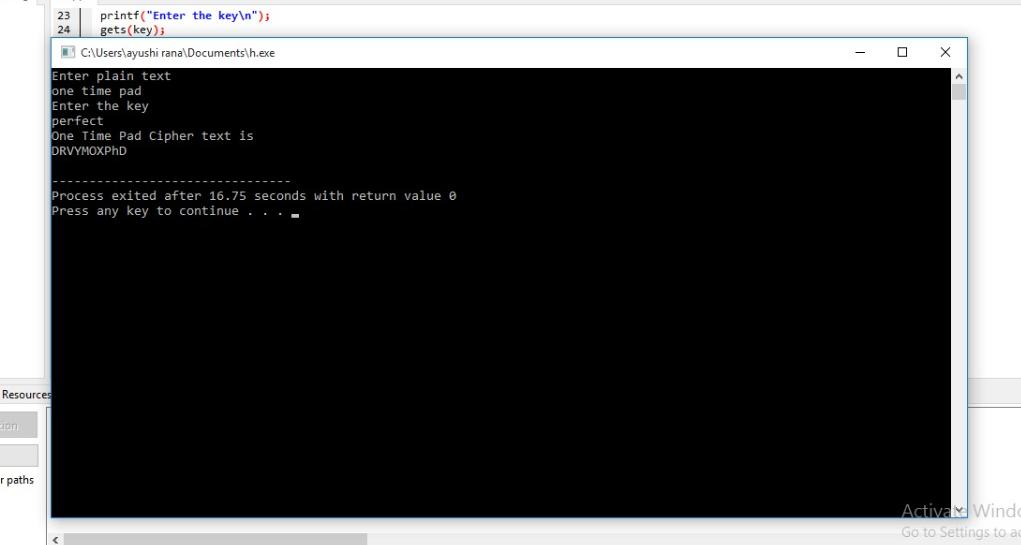 23 printf("Enter the key\n");
24 gets(key);
C:\Users\ayushi rana\Documents\h.exe
Enter plain text
one time pad
Enter the key
perfect
One Time Pad Cipher text is
DRVYMOXPhD
--------------------------------
Process exited after 16.75 seconds with return value 0
Press any key to continue . . .
Resources
tion
r paths
Activate Windo
Go to Settings to ac